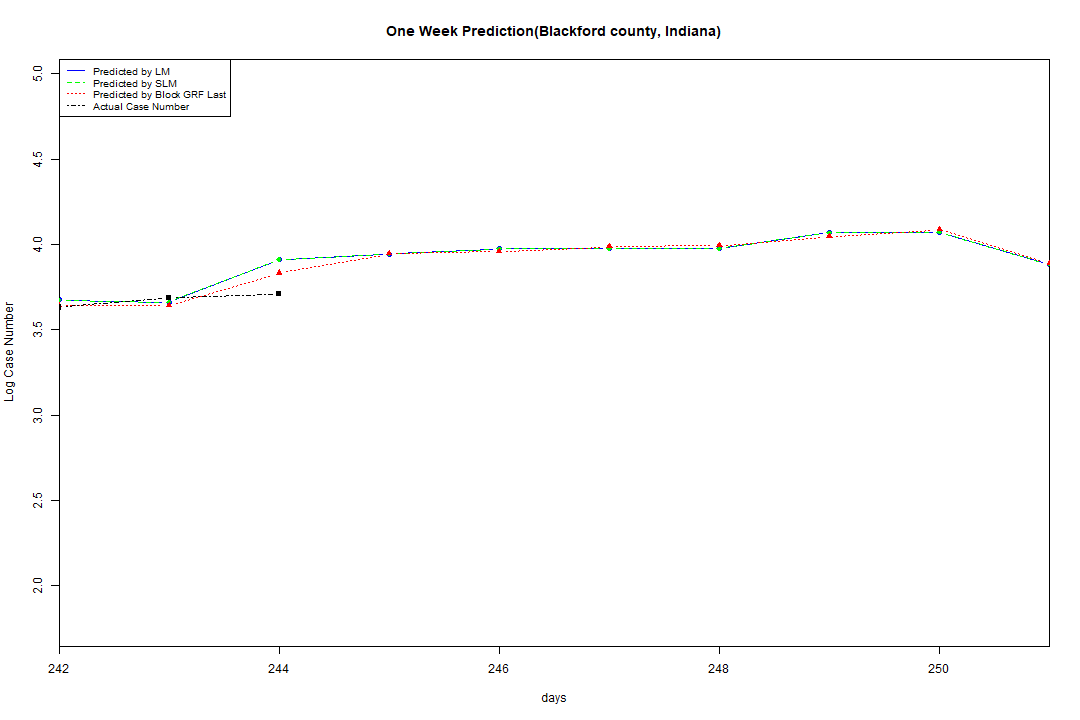 One Week Prediction(Blackford county, Indiana)
Predicted by LM
Predicted by SLM
Predicted by Block GRF Last
Actual Case Number
5.0
4.5
4.0
3.5
3.0
2.5
2.0
Log Case Number
242
244
246
248
250
days